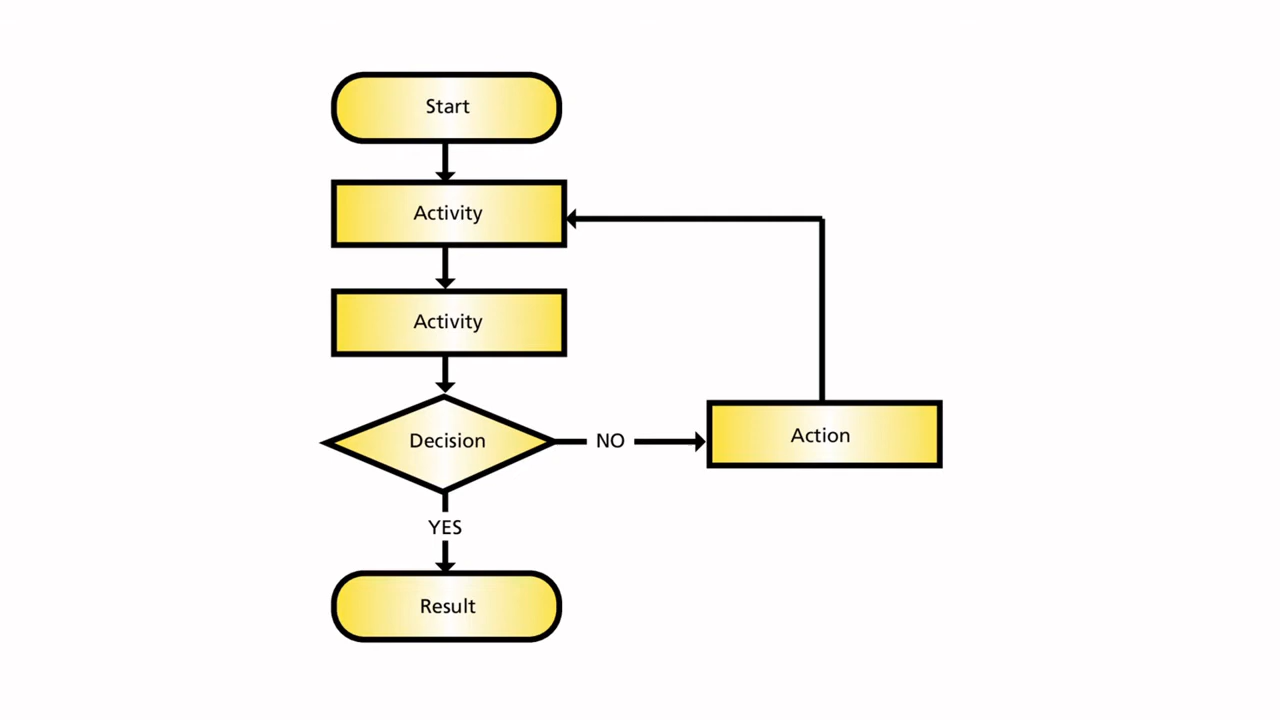 Start
Activity
Activity
Decision
NO
Action
YES
Result